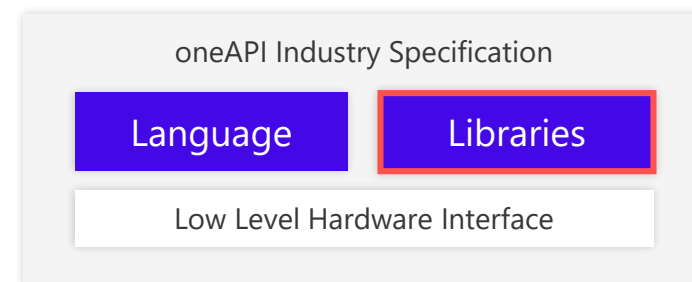 oneAPI Industry Specification
Language
Libraries
Low Level Hardware Interface